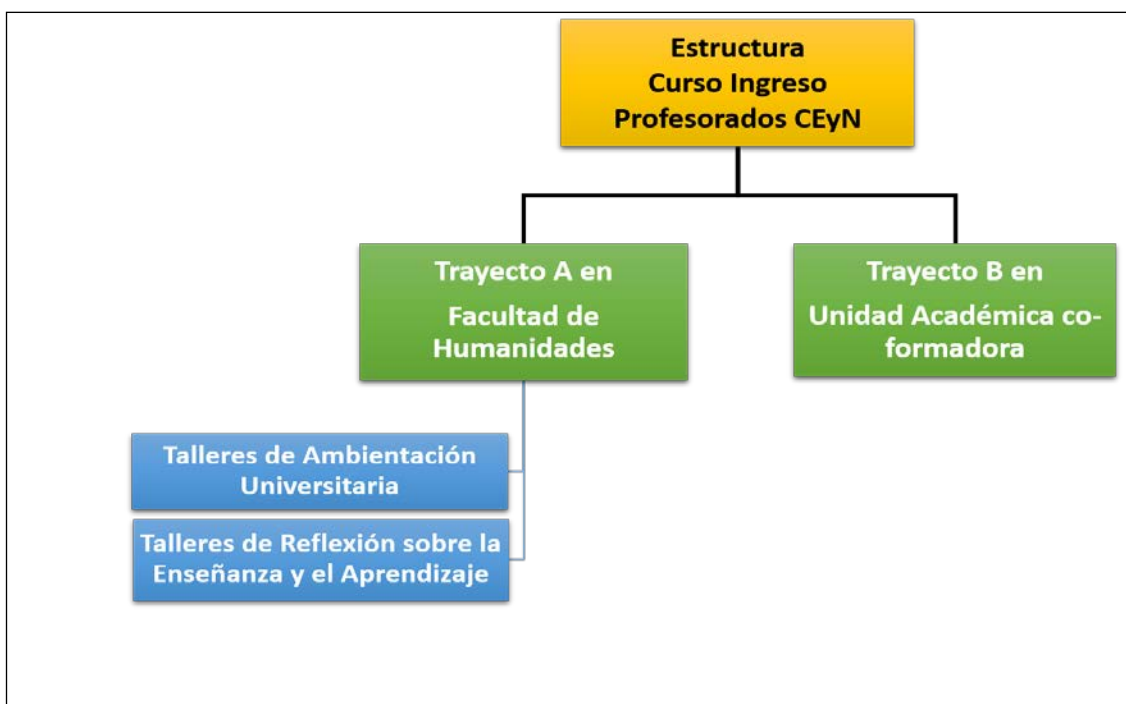 Estructura
Curso Ingreso
Profesorados CEyN
Trayecto A en
Facultad de
Humanidades
Trayecto B en
Unidad Académica co-
formadora
Talleres de Ambientación
Universitaria
Talleres de Reflexión sobre la
Enseñanza y el Aprendizaje